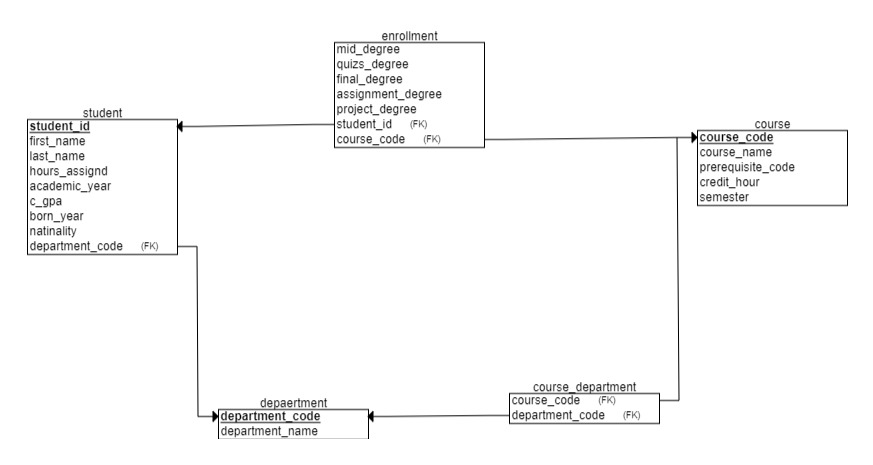 enrollment
mid_degree
quizs_degree
final_degree
assignment_degree
project_degree
student_id (FK)
course_code (FK)
student
student_id
first_name
last_name
hours_assignd
academic_year
c_gpa
born_year
natinality
department_code (FK)
course
course_code
course_name
prerequisite_code
credit_hour
semester
depaertment
department_code
department_name
course_department
course_code (FK)
department_code (FK)